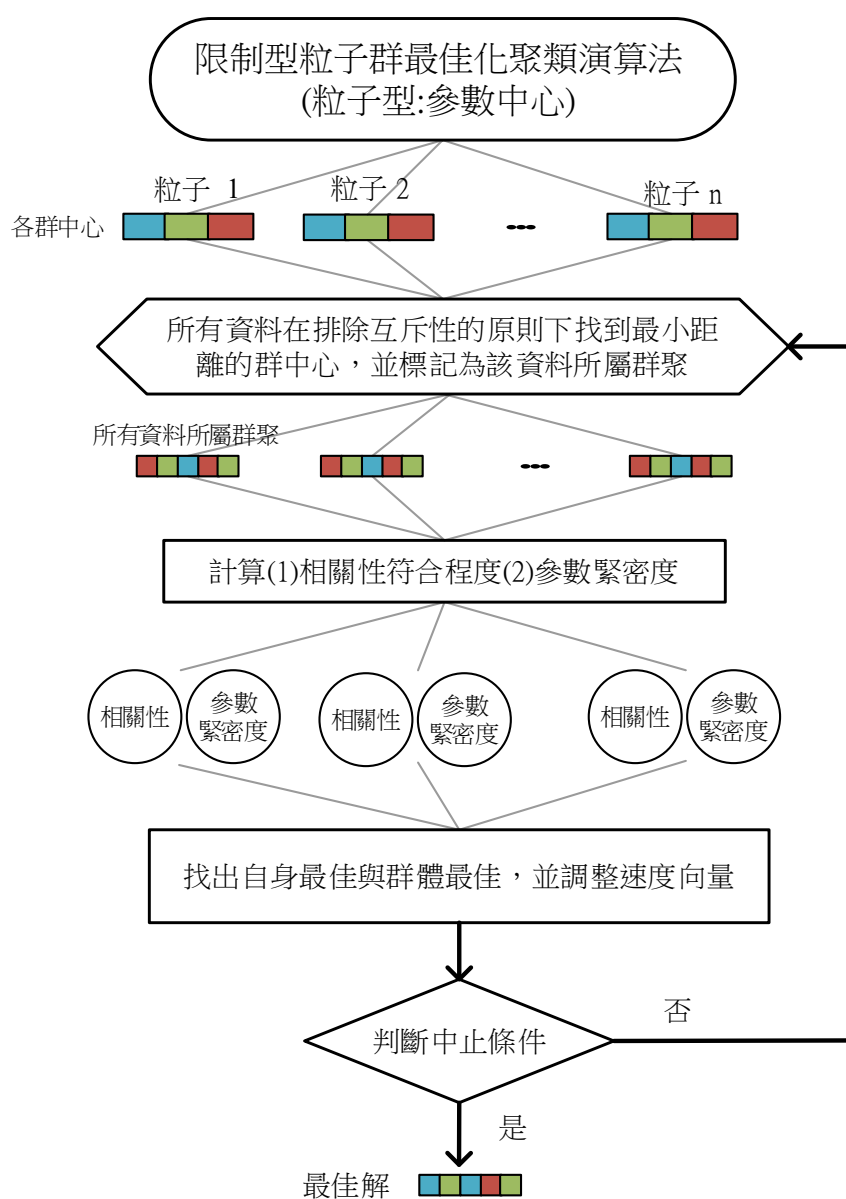 限制型粒子群最佳化聚類演算法
(粒子型:參數中心)
粒子 1
粒子 2
粒子 n
各群中心
所有資料在排除互斥性的原則下找到最小距
離的群中心，並標記為該資料所屬群聚
所有資料所屬群聚
計算(1)相關性符合程度(2)參數緊密度
相關性
參數
緊密度
相關性
參數
緊密度
相關性
參數
緊密度
找出自身最佳與群體最佳，並調整速度向量
判斷中止條件
否
是
最佳解